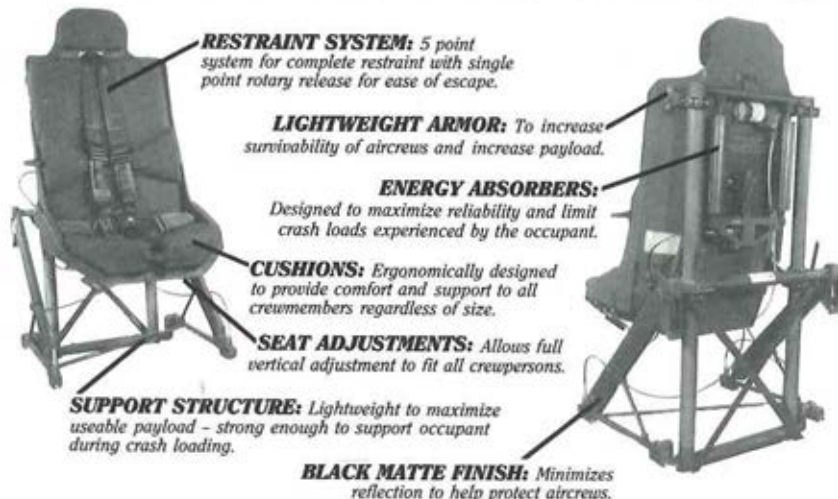 RESTRAINT SYSTEM: 5 point
system for complete restraint with single
point rotary release for ease of escape.
LIGHTWEIGHT ARMOR: To increase
survivability of aircrews and increase payload.
ENERGY ABSORBERS:
Designed to maximize reliability and limit
crash loads experienced by the occupant.
CUSHIONS: Ergonomically designed
to provide comfort and support to all
crewmembers regardless of size.
SEAT ADJUSTMENTS: Allows full
vertical adjustment to fit all crewpersons.
SUPPORT STRUCTURE: Lightweight to maximize
useable payload – strong enough to support occupant
during crash loading.
BLACK MATTE FINISH: Minimizes
reflection to help protect aircrews.